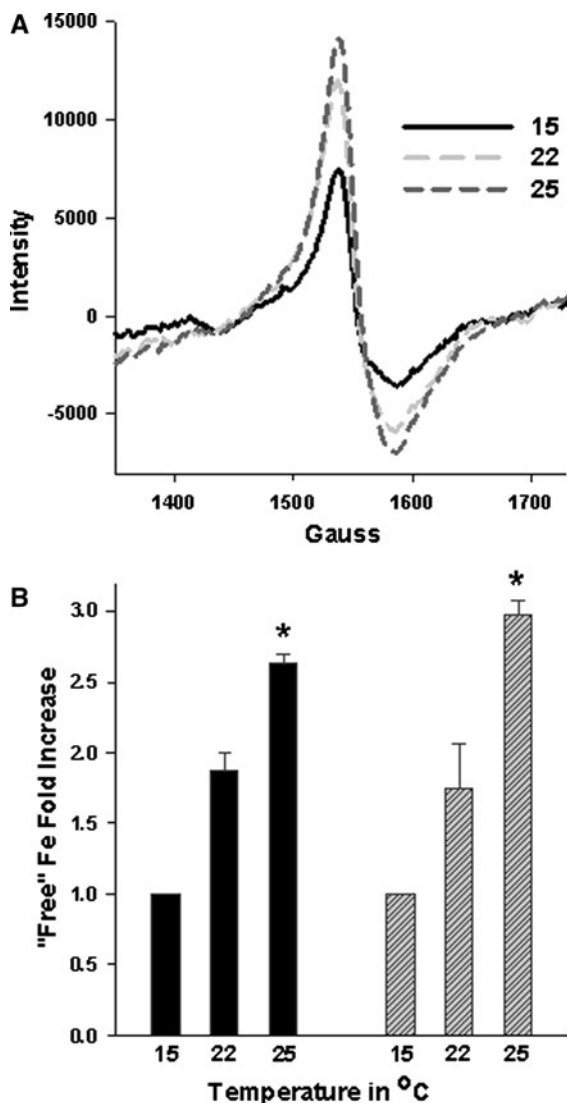 A
15000
10000
5000
0
-5000
Intensity
15
22
25
1400 1500 1600 1700
Gauss
B
"Free" Fe Fold Increase
3.0
2.5
2.0
1.5
1.0
0.5
0.0
*
*
15 22 25 15 22 25
Temperature in ºC